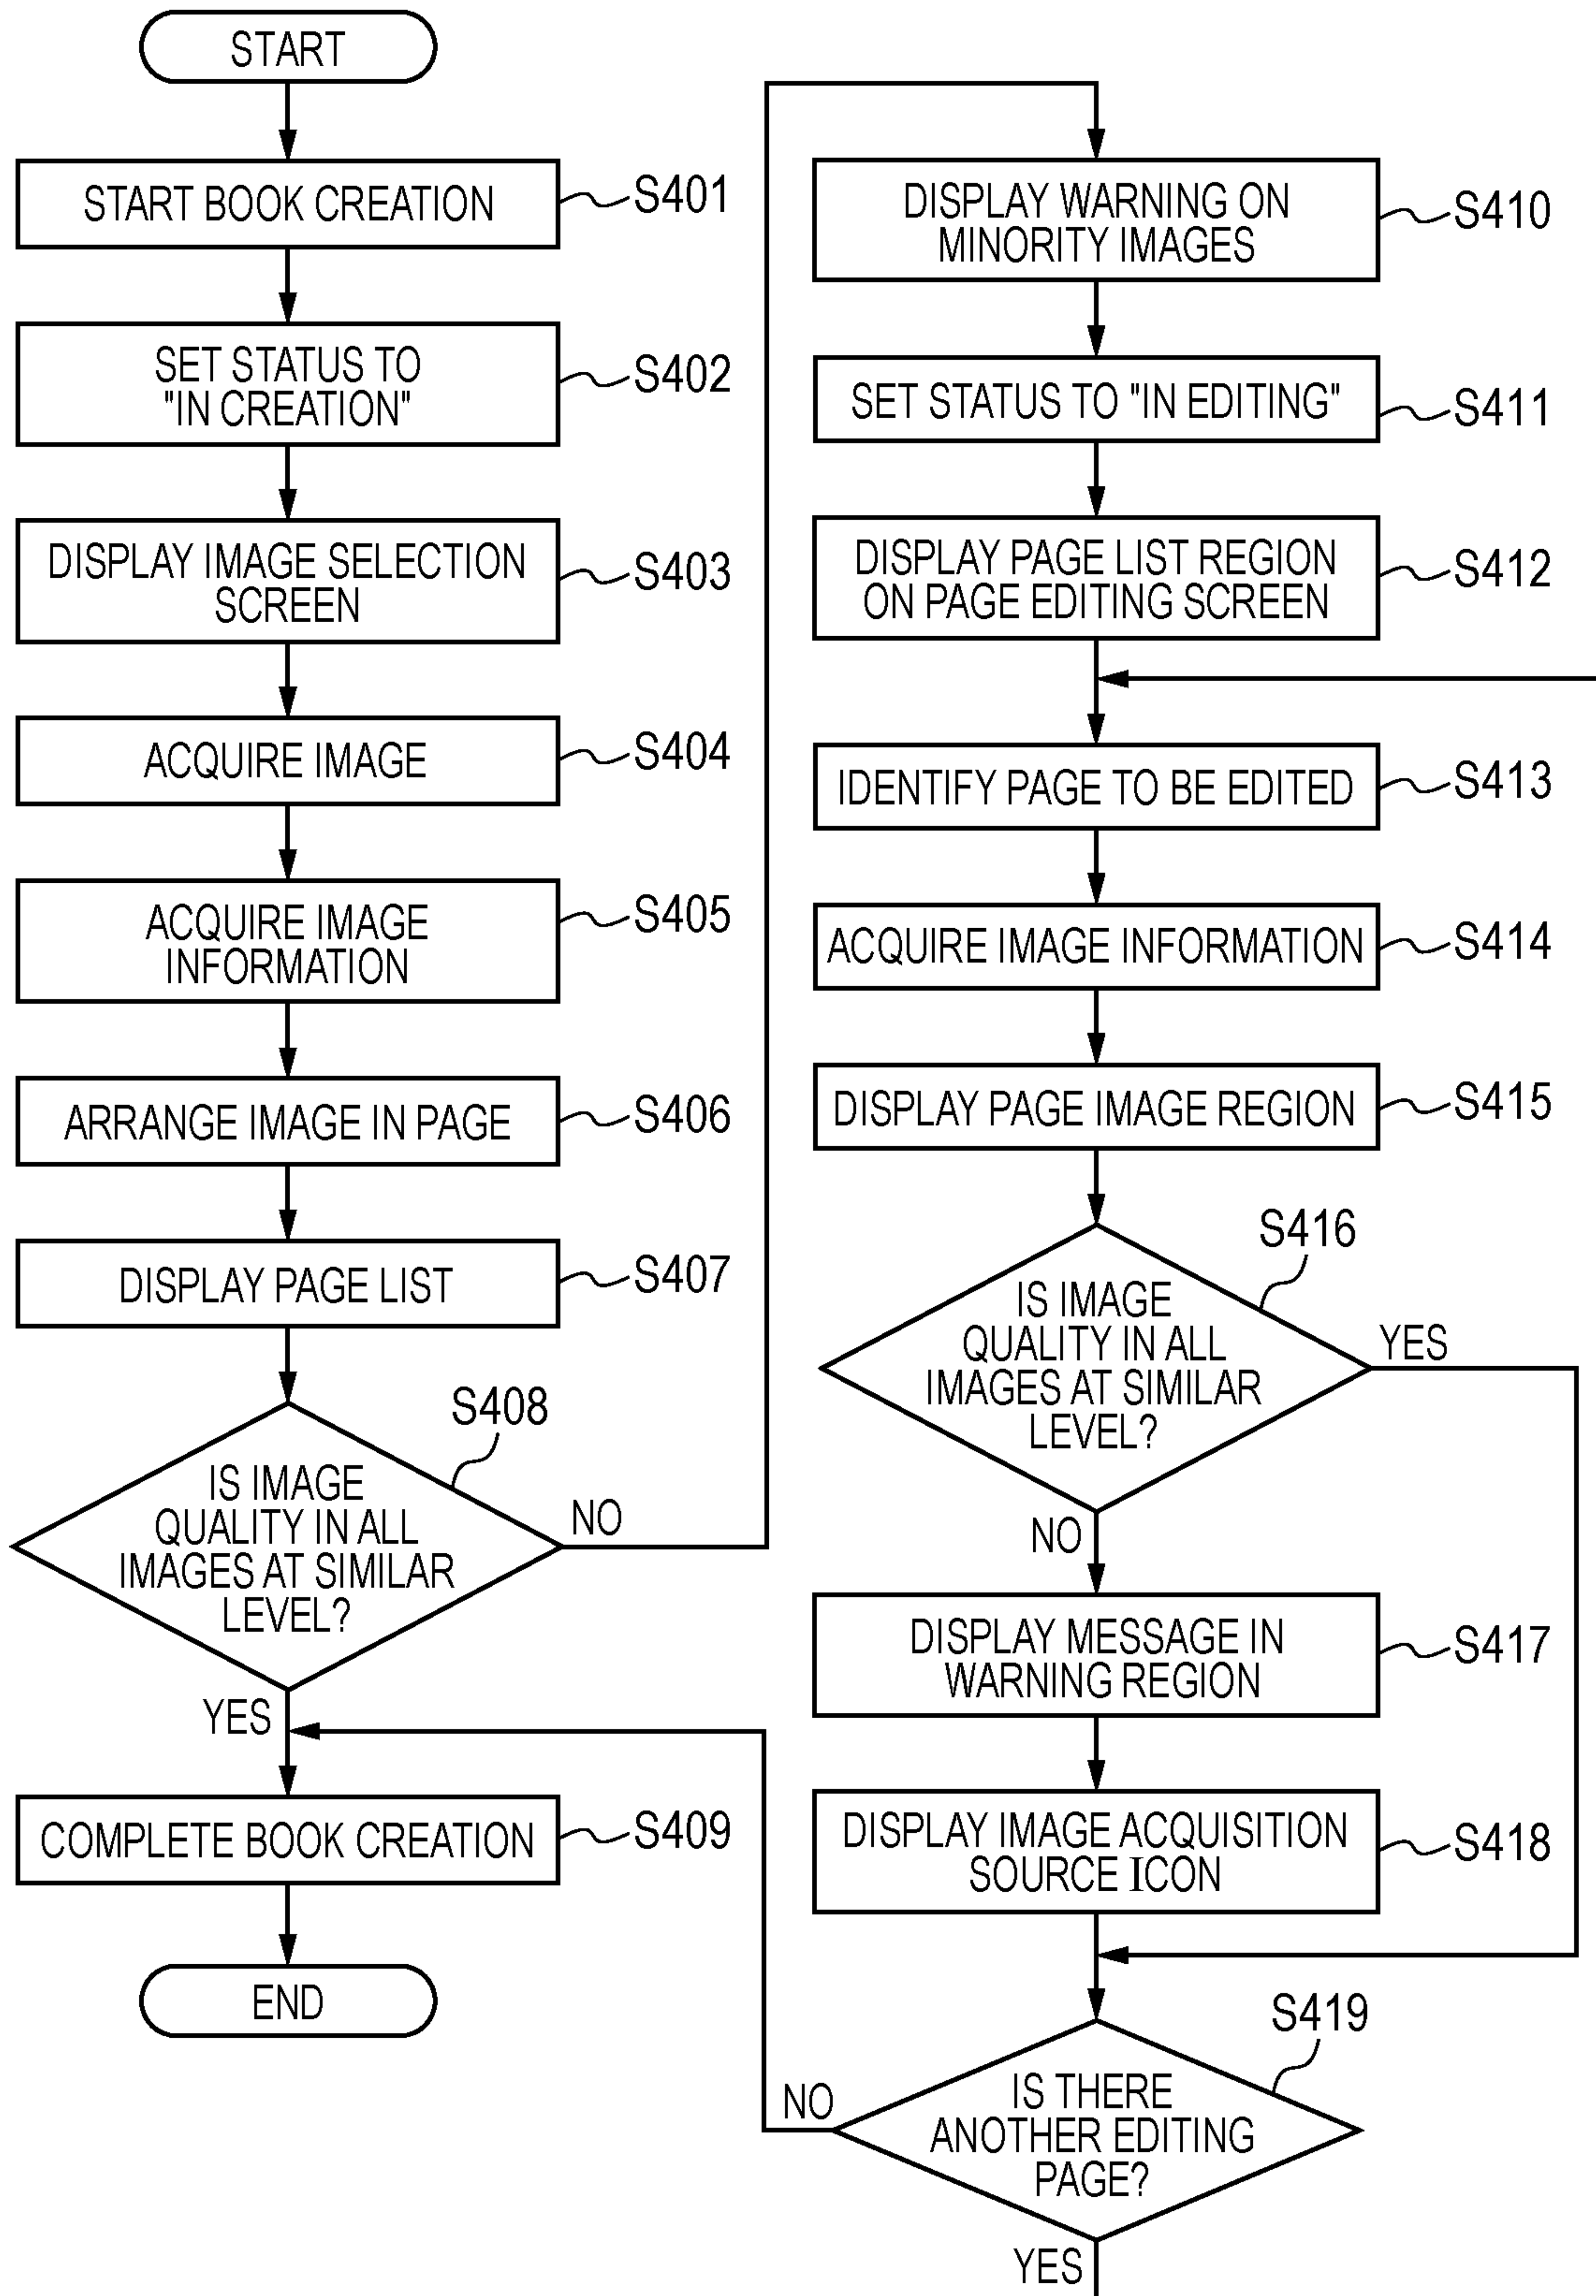 START
START BOOK CREATION
S401
SET STATUS TO
"IN CREATION"
S402
DISPLAY IMAGE SELECTION
SCREEN
S403
ACQUIRE IMAGE
S404
ACQUIRE IMAGE
INFORMATION
S405
ARRANGE IMAGE IN PAGE
S406
DISPLAY PAGE LIST
S407
S408
IS IMAGE
QUALITY IN ALL
IMAGES AT SIMILAR
LEVEL?
NO
YES
COMPLETE BOOK CREATION
S409
END
DISPLAY WARNING ON
MINORITY IMAGES
S410
SET STATUS TO "IN EDITING"
S411
DISPLAY PAGE LIST REGION
ON PAGE EDITING SCREEN
S412
IDENTIFY PAGE TO BE EDITED
S413
ACQUIRE IMAGE INFORMATION
S414
DISPLAY PAGE IMAGE REGION
S415
S416
IS IMAGE
QUALITY IN ALL
IMAGES AT SIMILAR
LEVEL?
YES
NO
DISPLAY MESSAGE IN
WARNING REGION
S417
DISPLAY IMAGE ACQUISITION
SOURCE ICON
S418
S419
IS THERE
ANOTHER EDITING
PAGE?
NO
YES